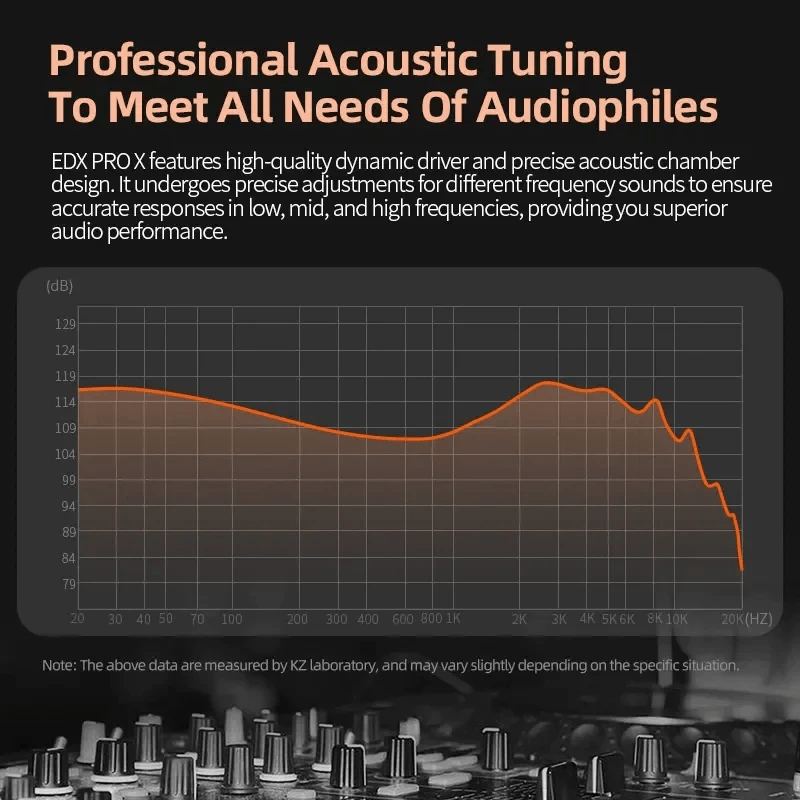 Professional Acoustic Tuning
To Meet All Needs Of Audiophiles
EDX PRO X features high-quality dynamic driver and precise acoustic chamber
design. It undergoes precise adjustments for different frequency sounds to ensure
accurate responses in low, mid, and high frequencies, providing you superior
audio performance.
(dB)
129
124
119
114
109
104
99
94
89
84
79
20 30 40 50 70 100 200 300 400 600 800 1K 2K 3K 4K 5K 6K 8K 10K 20K (HZ)
Note: The above data are measured by KZ laboratory, and may vary slightly depending on the specific situation.